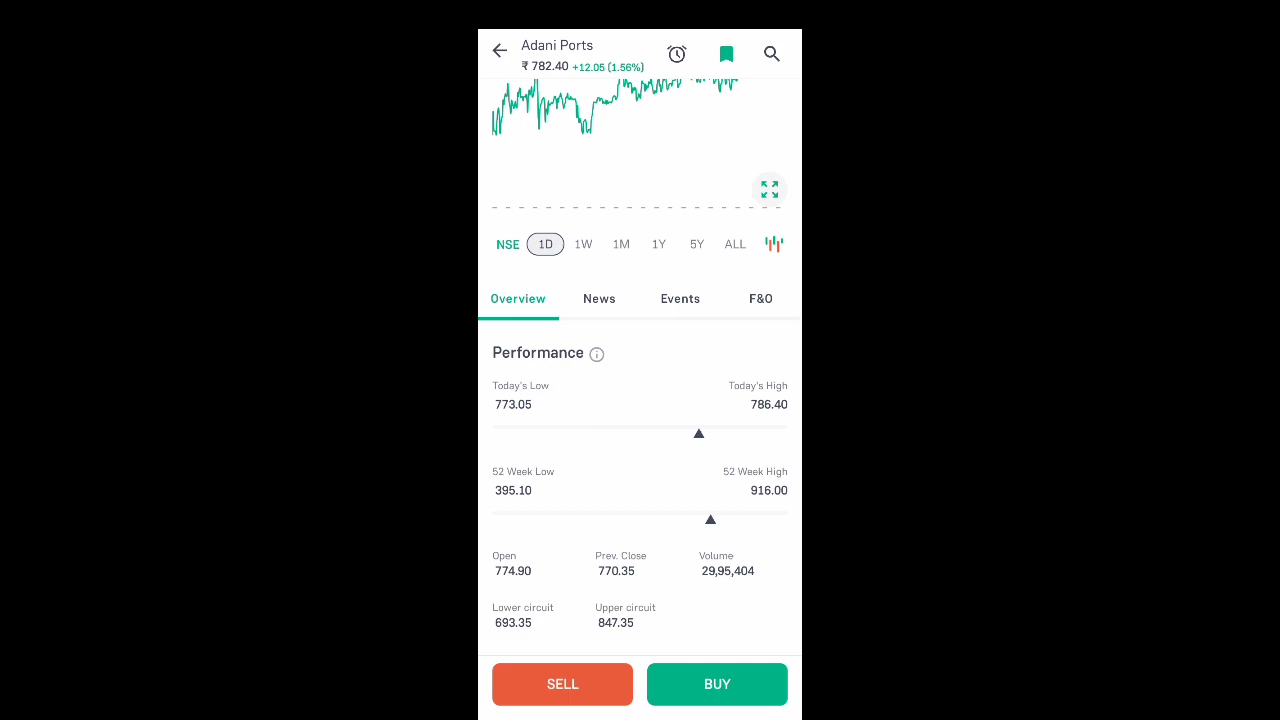 Adani Ports
₹ 782.40 +12.05 (1.56%)
NSE 1D 1W 1M 1Y 5Y ALL
Overview News Events F&O
Performance
Today's Low Today's High
773.05 786.40
52 Week Low 52 Week High
395.10 916.00
Open Prev. Close Volume
774.90 770.35 29,95,404
Lower circuit Upper circuit
693.35 847.35
SELL BUY